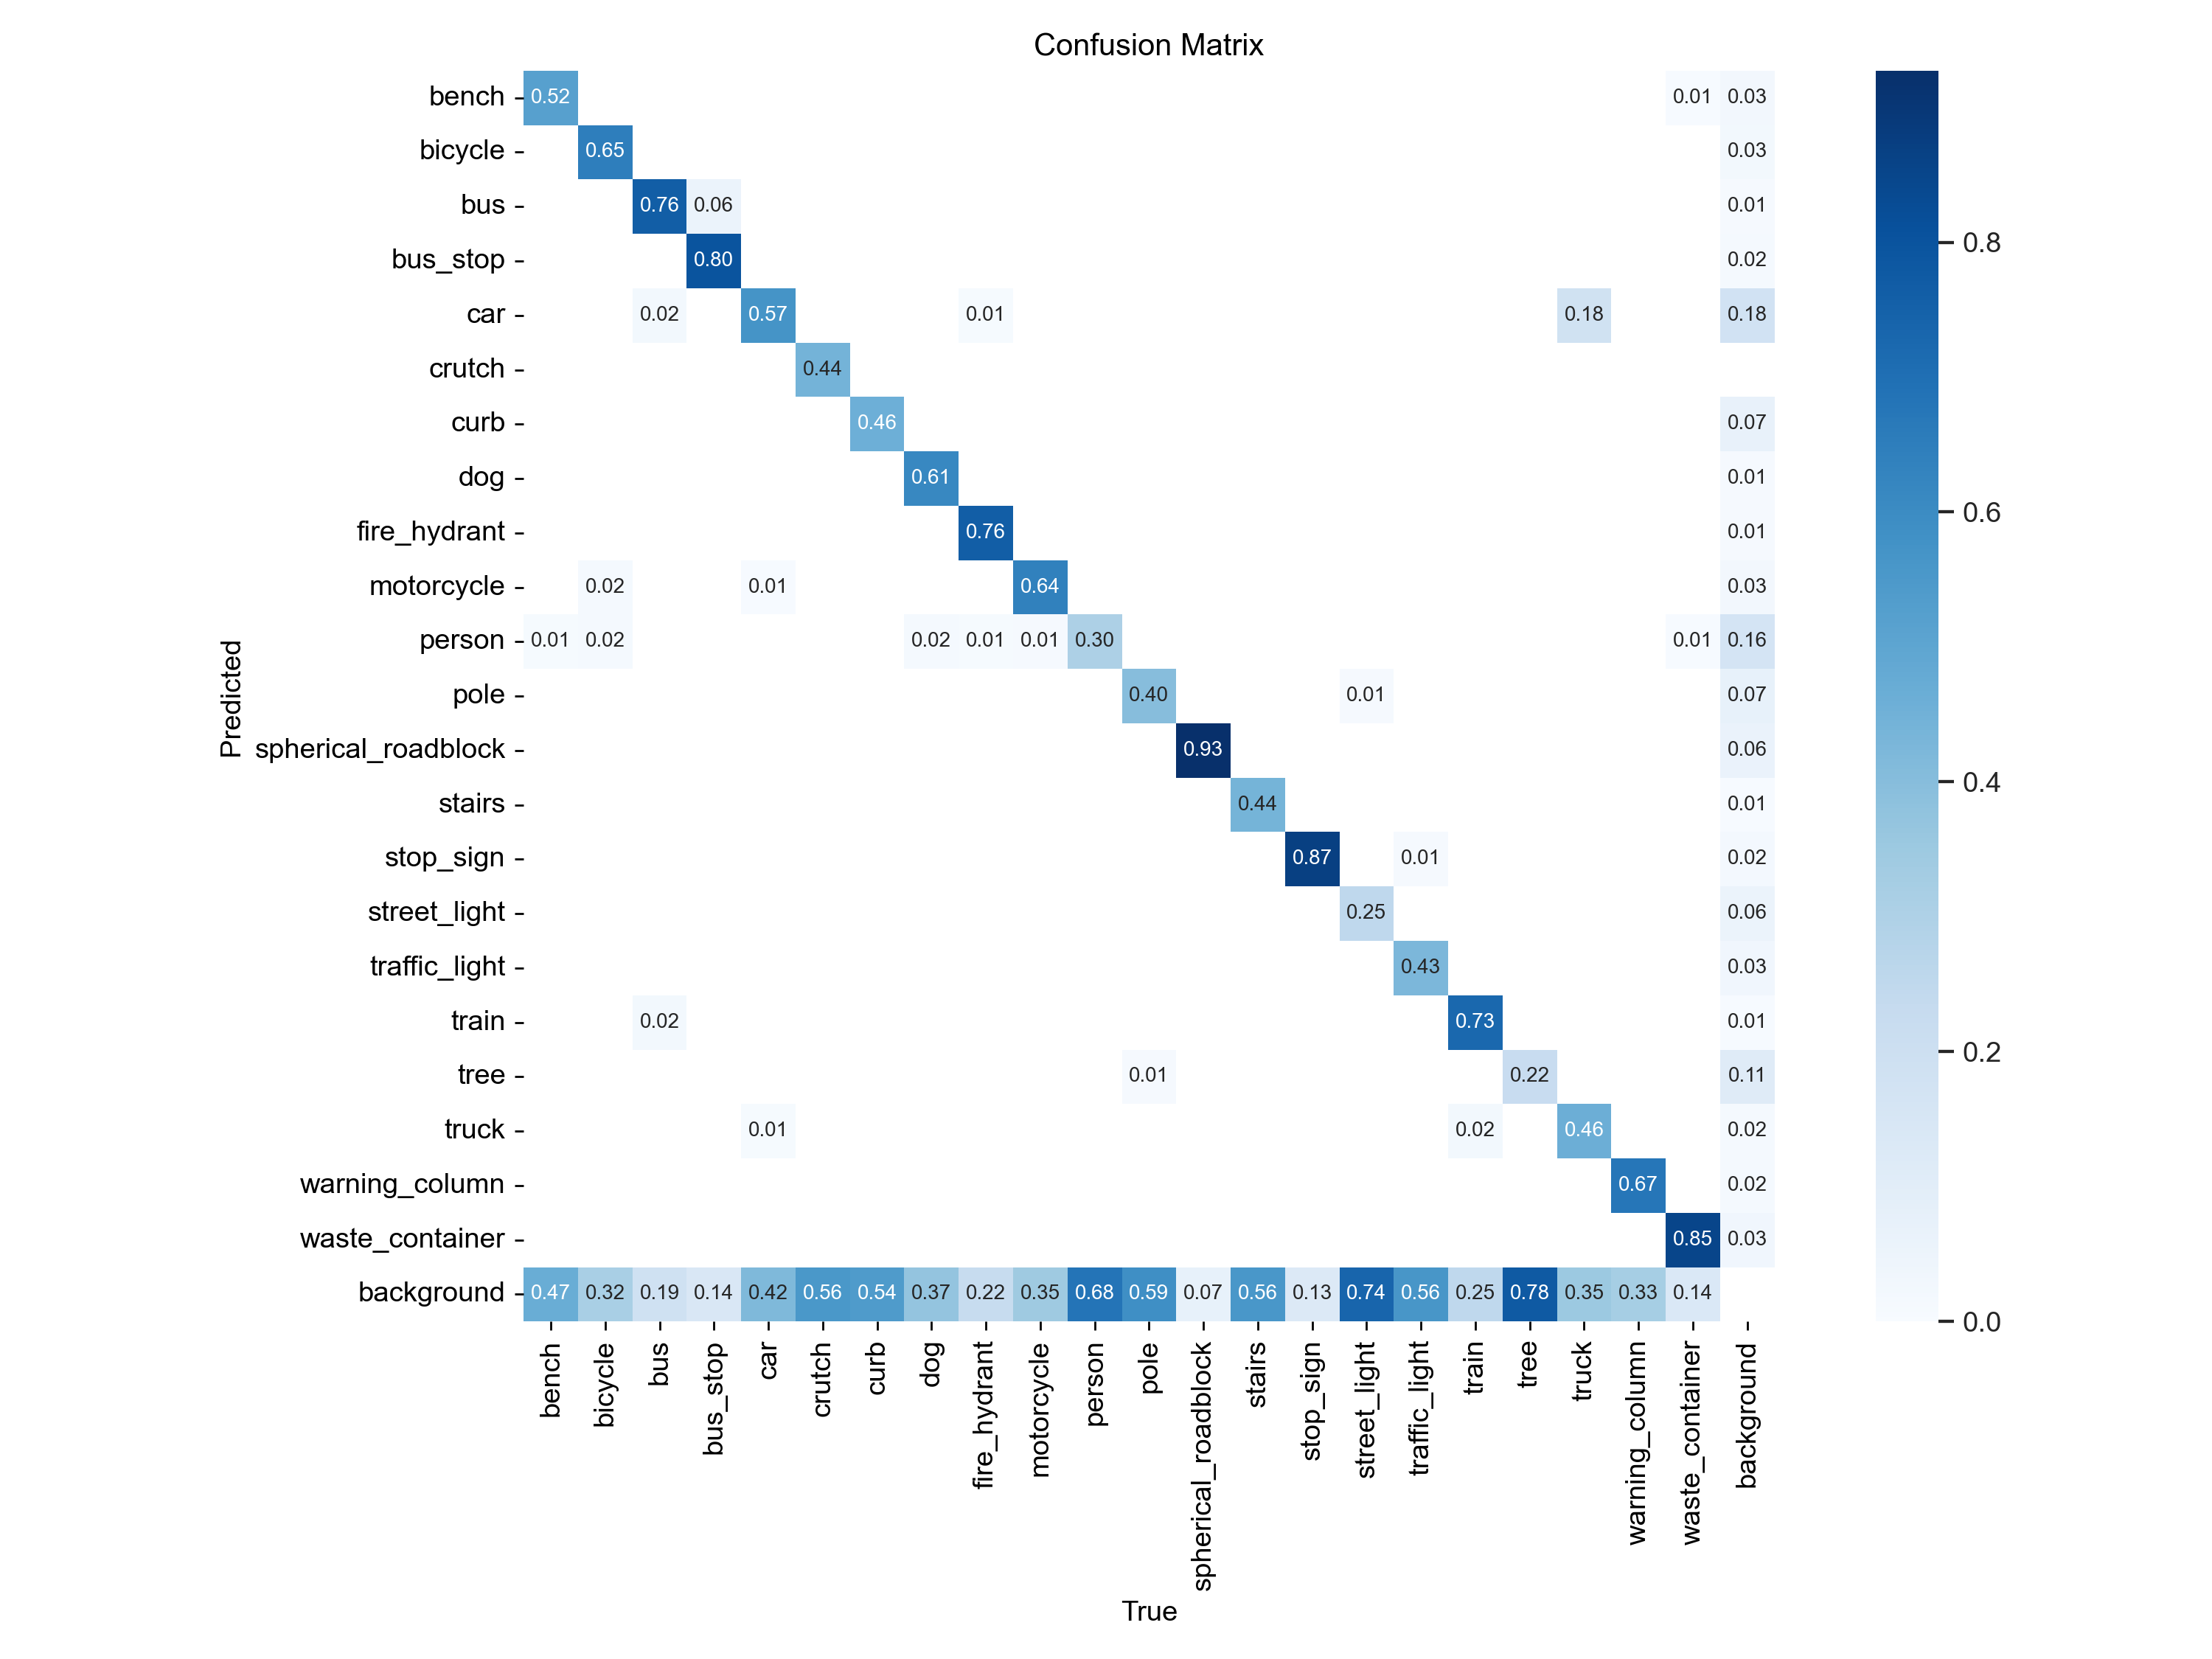 Confusion Matrix
bench 0.52 0.01 0.03
bicycle 0.65 0.03
bus 0.76 0.06 0.01
bus_stop 0.80 0.02 0.8
car 0.02 0.57 0.01 0.18 0.18
crutch 0.44
curb 0.46 0.07
dog 0.61 0.01
fire_hydrant 0.76 0.01 0.6
motorcycle 0.02 0.01 0.64 0.03
person 0.01 0.02 0.02 0.01 0.01 0.30 0.01 0.16
Predicted
pole 0.40 0.01 0.07
spherical_roadblock 0.93 0.06
stairs 0.44 0.01 0.4
stop_sign 0.87 0.01 0.02
street_light 0.25 0.06
traffic_light 0.43 0.03
train 0.02 0.73 0.01
tree 0.01 0.22 0.11 0.2
truck 0.01 0.02 0.46 0.02
warning_column 0.67 0.02
waste_container 0.85 0.03
background 0.47 0.32 0.19 0.14 0.42 0.56 0.54 0.37 0.22 0.35 0.68 0.59 0.07 0.56 0.13 0.74 0.56 0.25 0.78 0.35 0.33 0.14 0.0
bench bicycle bus bus_stop car crutch curb dog fire_hydrant motorcycle person pole spherical_roadblock stairs stop_sign street_light traffic_light train tree truck warning_column waste_container background
True